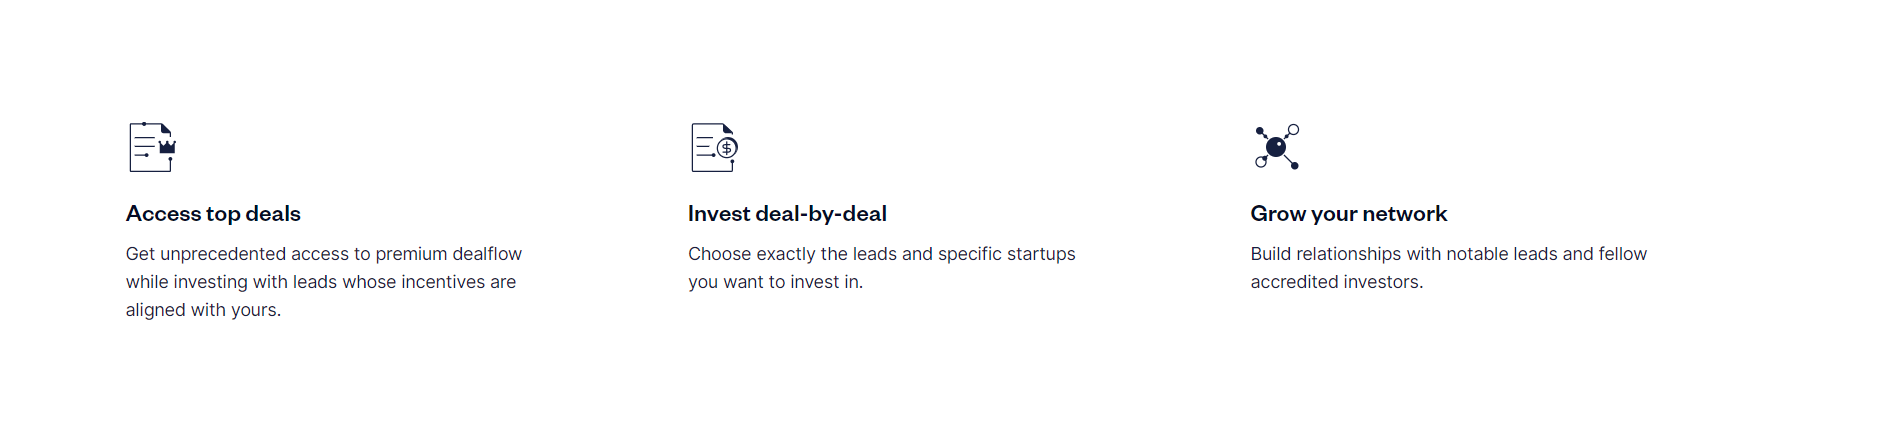 Access top deals
Get unprecedented access to premium dealflow
while investing with leads whose incentives are
aligned with yours.
Invest deal-by-deal
Choose exactly the leads and specific startups
you want to invest in.
Grow your network
Build relationships with notable leads and fellow
accredited investors.